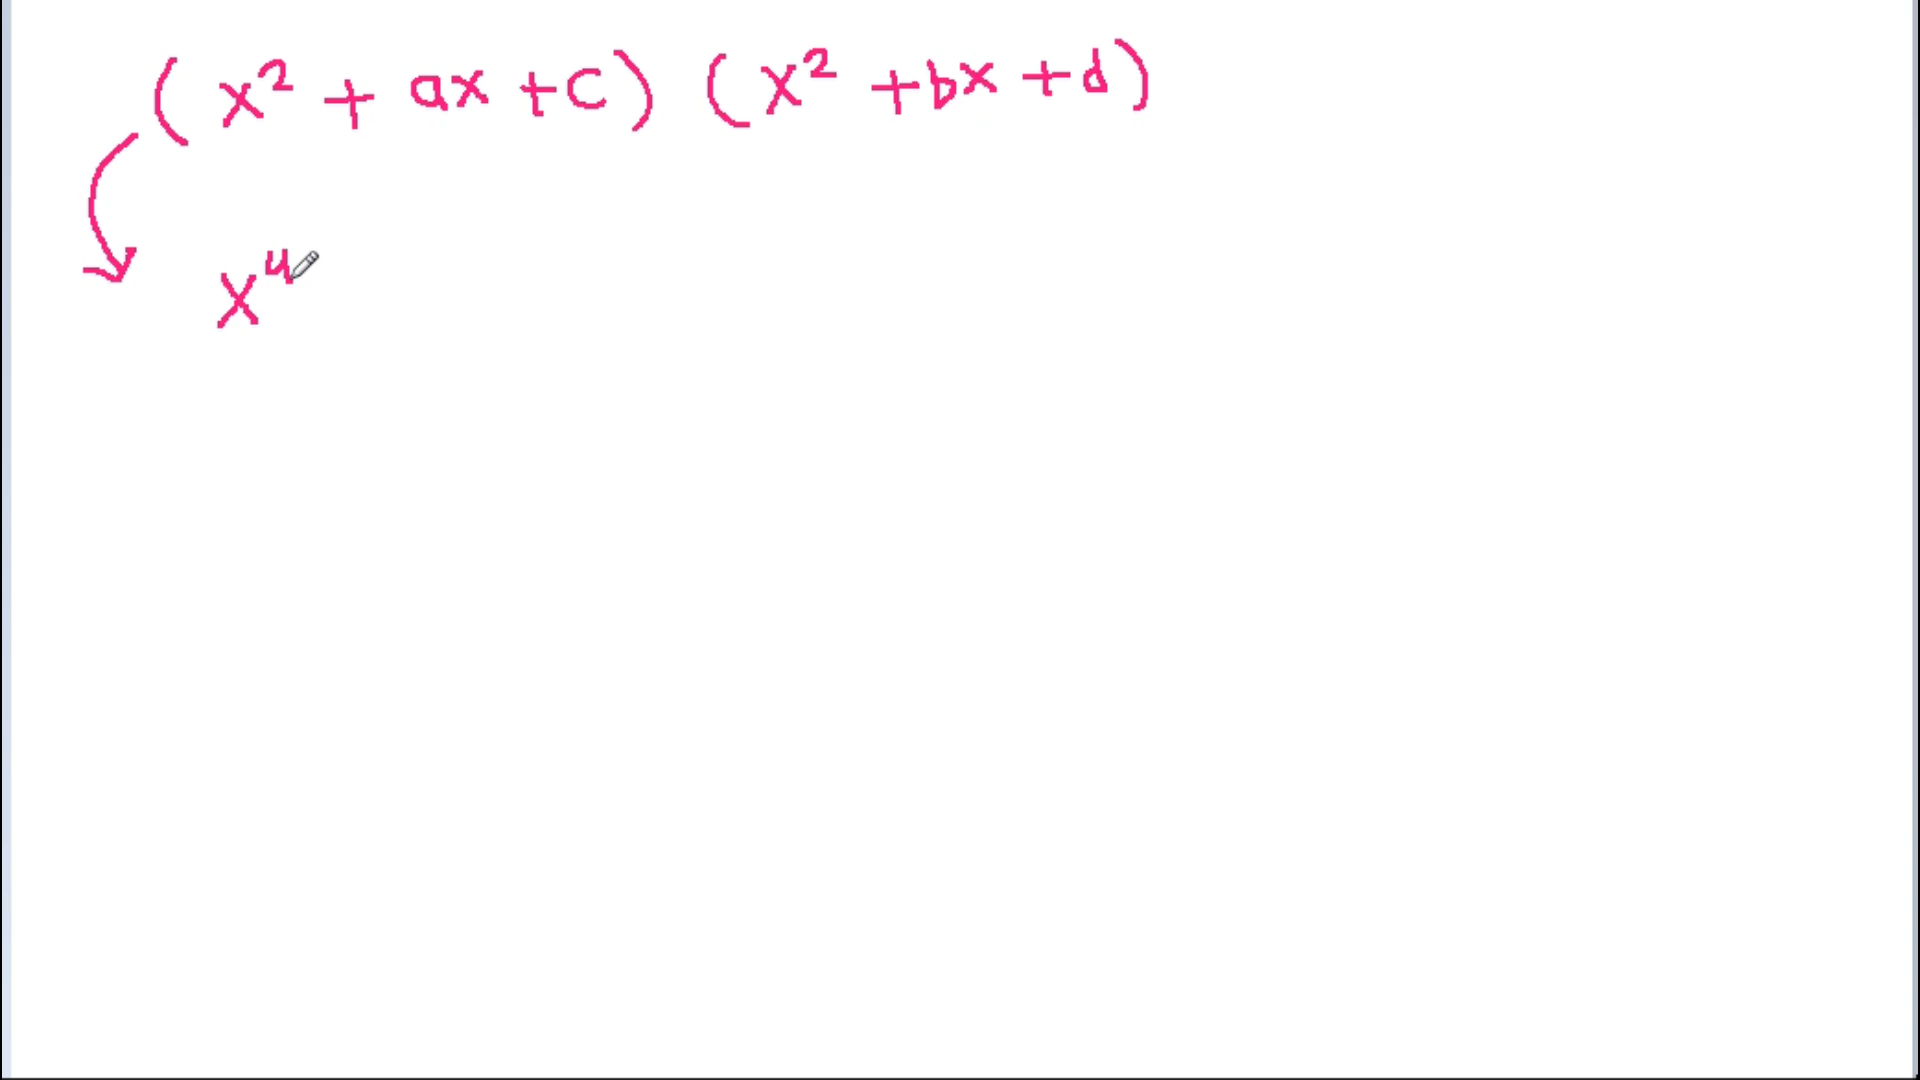 (x² + ax + c) (x² + bx + d)
x⁴